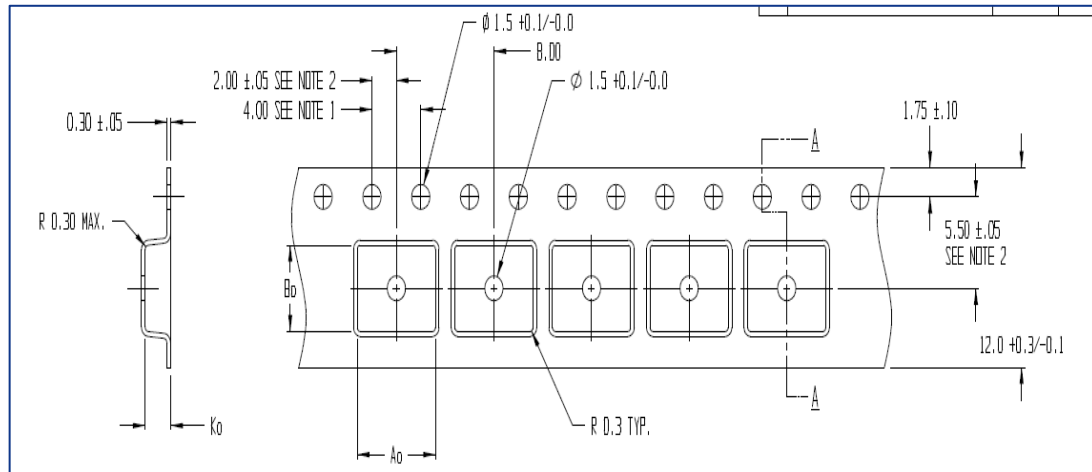 Ø 1.5 +0.1/-0.0
8.00
2.00 ±.05 SEE NOTE 2
Ø 1.5 +0.1/-0.0
4.00 SEE NOTE 1
1.75 ±.10
0.30 ±.05
A
R 0.30 MAX.
5.50 ±.05
SEE NOTE 2
Bo
12.0 +0.3/-0.1
A
Ko
R 0.3 TYP.
Ao